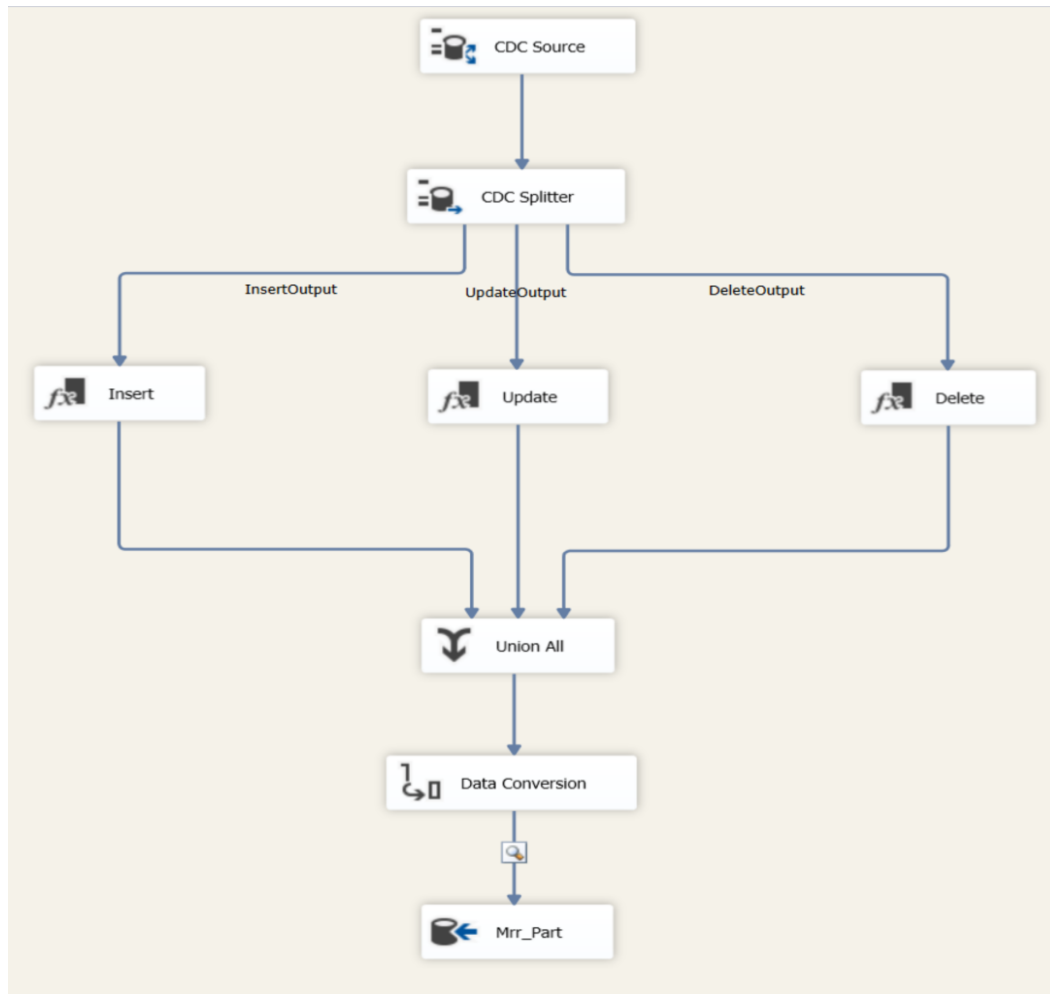 CDC Source
CDC Splitter
InsertOutput
UpdateOutput
DeleteOutput
Insert
Update
Delete
Union All
Data Conversion
Mrr_Part